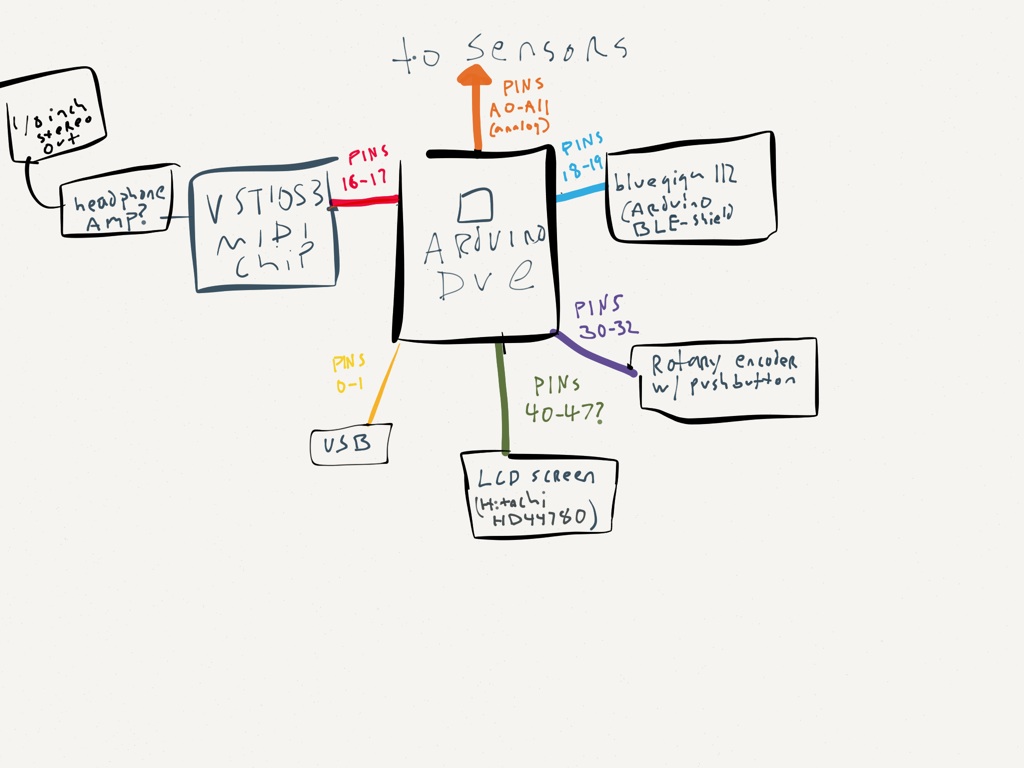 to sensors
PINS
A0-A11
(analog)
1/8 inch
stereo
out
headphone
AMP?
VS1053
MIDI
chip
PINS
16-17
ARDUINO
DUE
PINS
18-19
bluegiga 112
(Arduino
BLE-shield)
PINS
30-32
Rotary encoder
w/ pushbutton
PINS
0-1
USB
PINS
40-47?
LCD screen
(Hitachi
HD44780)